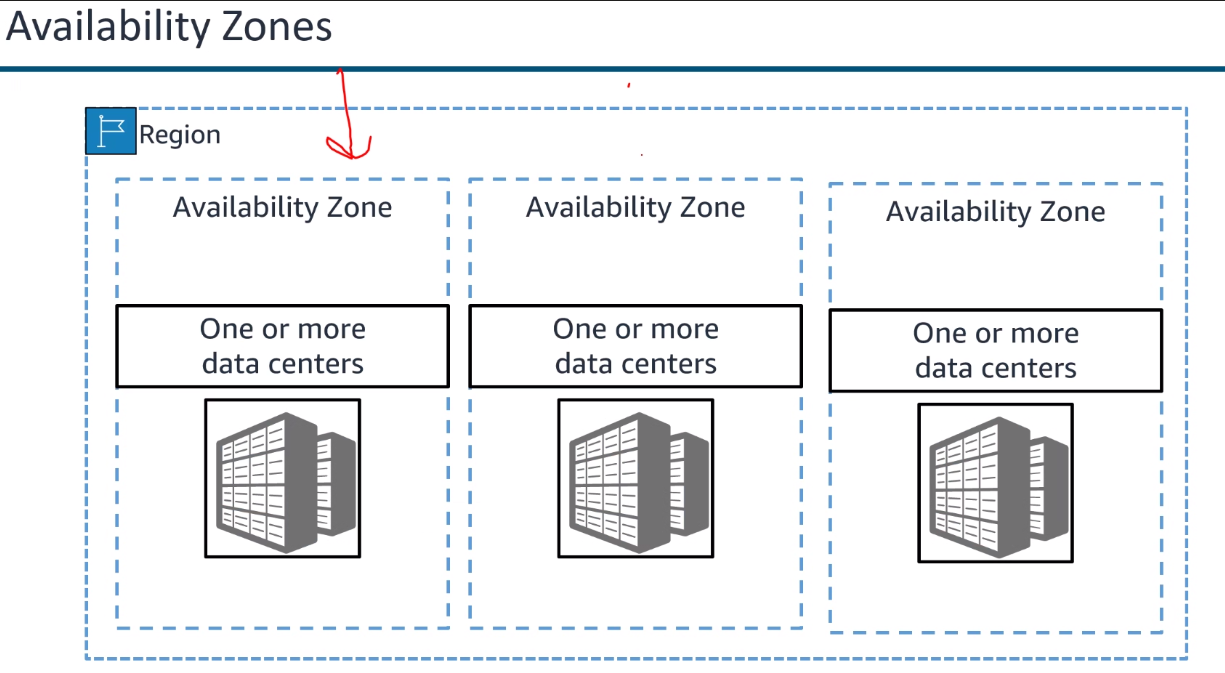 Availability Zones
Region
Availability Zone
One or more
data centers
Availability Zone
One or more
data centers
Availability Zone
One or more
data centers